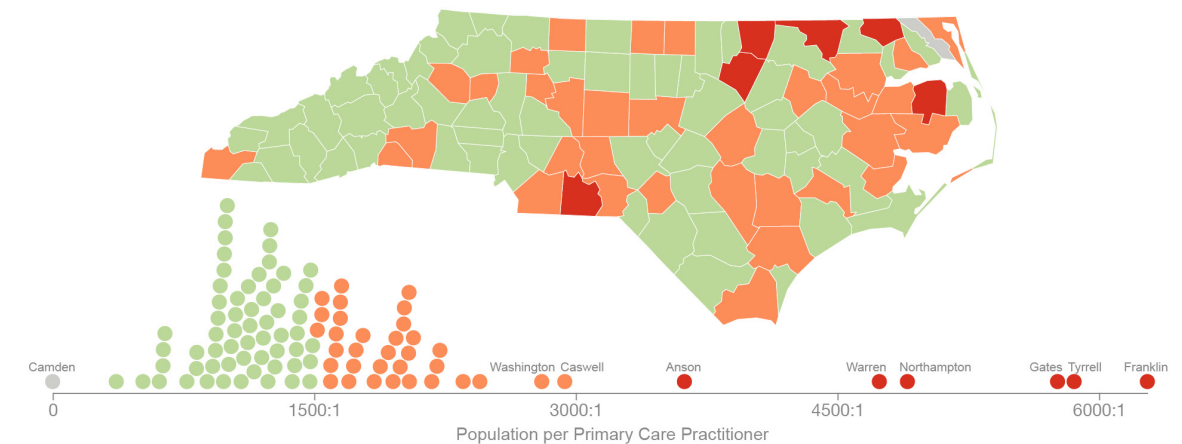 Camden Washington Caswell Anson Warren Northampton Gates Tyrrell Franklin
0 1500:1 3000:1 4500:1 6000:1
Population per Primary Care Practitioner